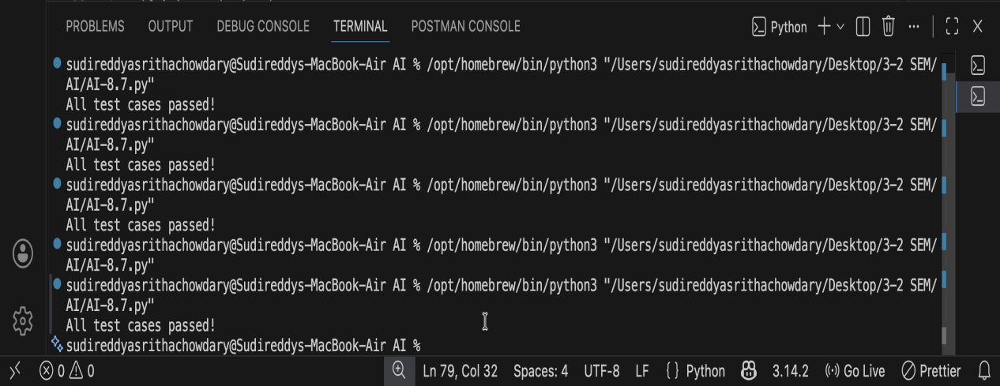 PROBLEMS OUTPUT DEBUG CONSOLE TERMINAL POSTMAN CONSOLE Python
sudireddyasrithachowdary@Sudireddys-MacBook-Air AI % /opt/homebrew/bin/python3 "/Users/sudireddyasrithachowdary/Desktop/3-2 SEM/
AI/AI-8.7.py"
All test cases passed!
sudireddyasrithachowdary@Sudireddys-MacBook-Air AI % /opt/homebrew/bin/python3 "/Users/sudireddyasrithachowdary/Desktop/3-2 SEM/
AI/AI-8.7.py"
All test cases passed!
sudireddyasrithachowdary@Sudireddys-MacBook-Air AI % /opt/homebrew/bin/python3 "/Users/sudireddyasrithachowdary/Desktop/3-2 SEM/
AI/AI-8.7.py"
All test cases passed!
sudireddyasrithachowdary@Sudireddys-MacBook-Air AI % /opt/homebrew/bin/python3 "/Users/sudireddyasrithachowdary/Desktop/3-2 SEM/
AI/AI-8.7.py"
sudireddyasrithachowdary@Sudireddys-MacBook-Air AI % /opt/homebrew/bin/python3 "/Users/sudireddyasrithachowdary/Desktop/3-2 SEM/
AI/AI-8.7.py"
All test cases passed!
sudireddyasrithachowdary@Sudireddys-MacBook-Air AI %
0 0 Ln 79, Col 32 Spaces: 4 UTF-8 LF {} Python 3.14.2 Go Live Prettier